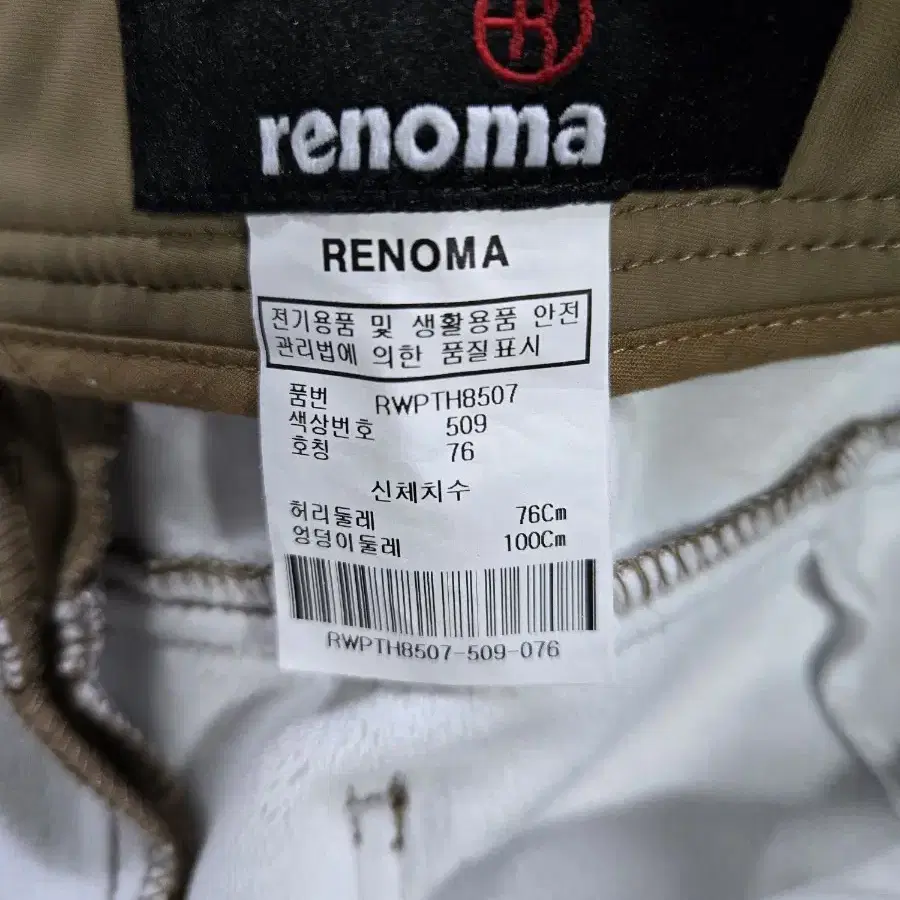 renoma
RENOMA
전기용품 및 생활용품 안전
관리법에 의한 품질표시
품번 RWPTH8507
색상번호 509
호칭 76
신체치수
허리둘레 76Cm
엉덩이둘레 100Cm
RWPTH8507-509-076